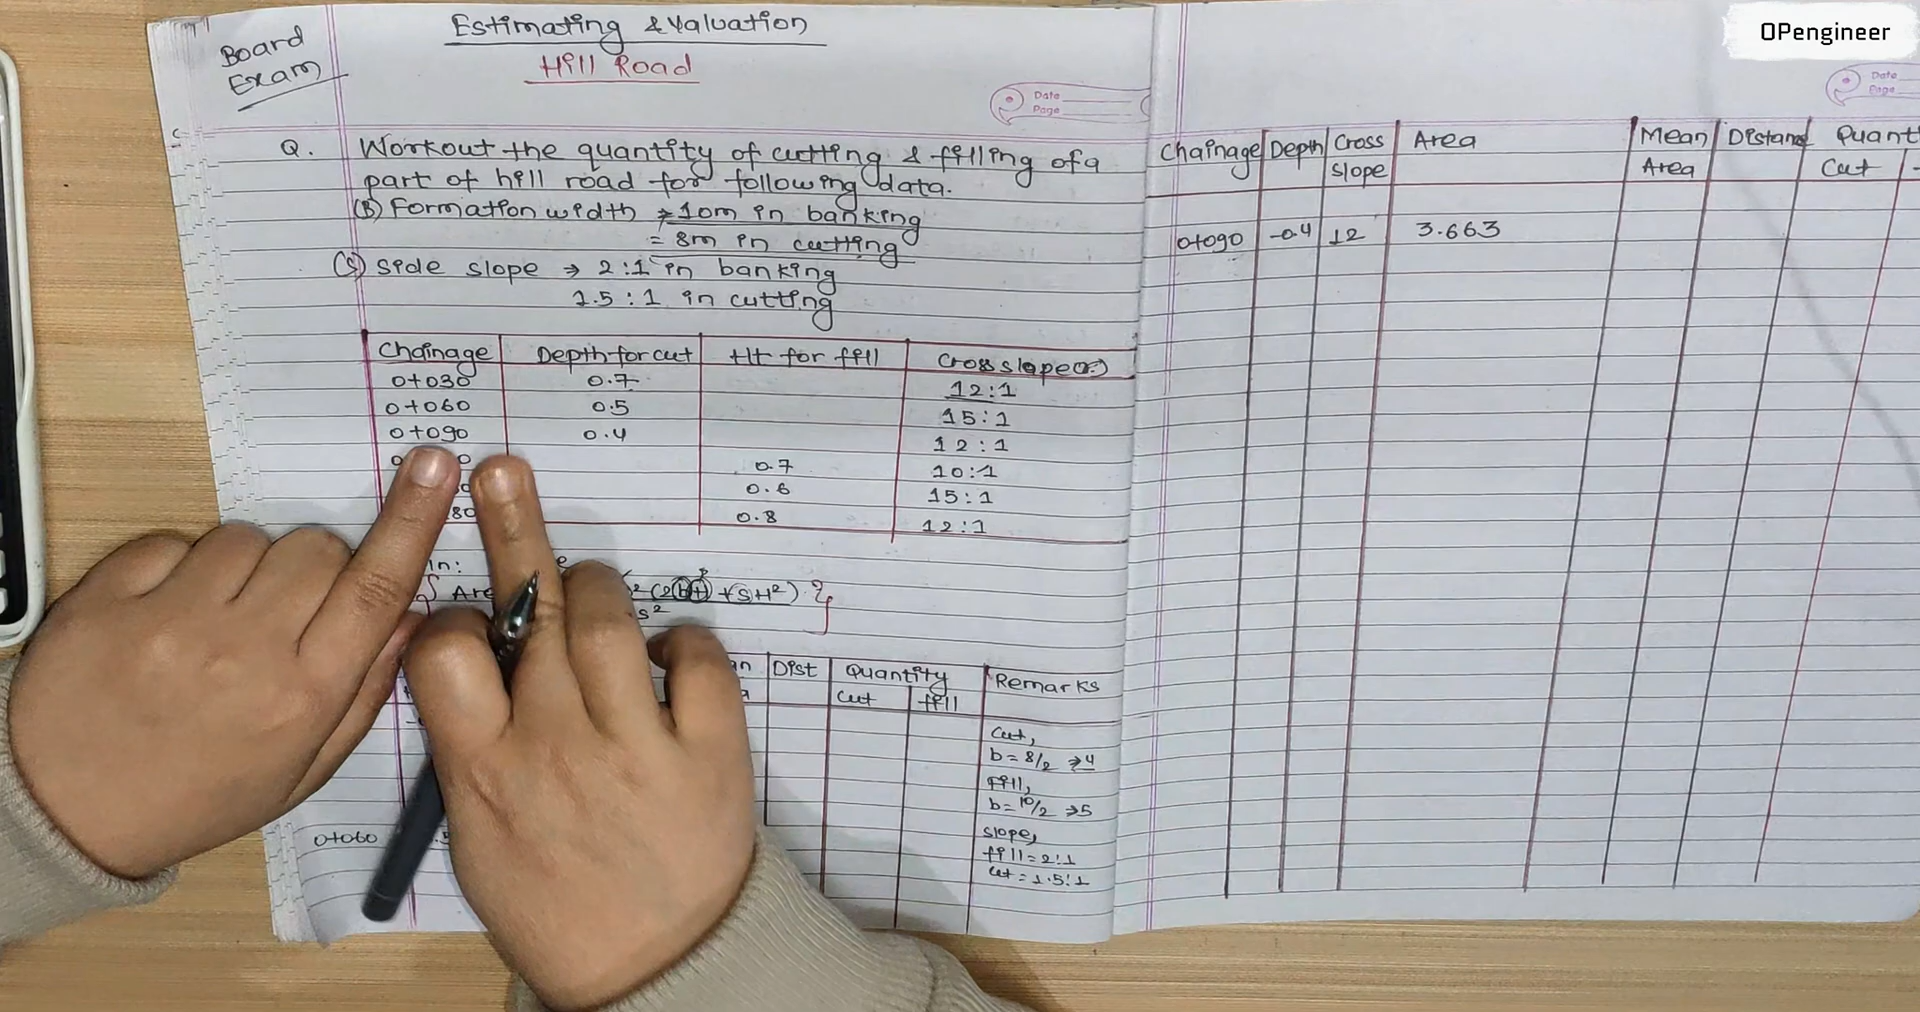 OPengineer
Board
Exam
Estimating & Valuation
Hill Road
Date
Page
Q. Workout the quantity of cutting & filling of a
part of hill road for following data.
(B) Formation width → 10m in banking
= 8m in cutting
(S) side slope → 2:1 in banking
1.5:1 in cutting
Chainage Depth for cut Ht for fill Cross slope
0+030 0.7 12:1
0+060 0.5 15:1
0+090 0.4 12:1
0.7 10:1
0.6 15:1
80 0.8 12:1
in:
Dist Quantity Remarks
Cut fill
Cut,
b = 8/2 → 4
Fill,
b = 10/2 → 5
slope,
fill = 2:1
Cut = 1.5:1
0+060
Date
Page
Chainage Depth Cross slope Area Mean Area Distand Quant
Cut
0+090 -0.4 12 3.663